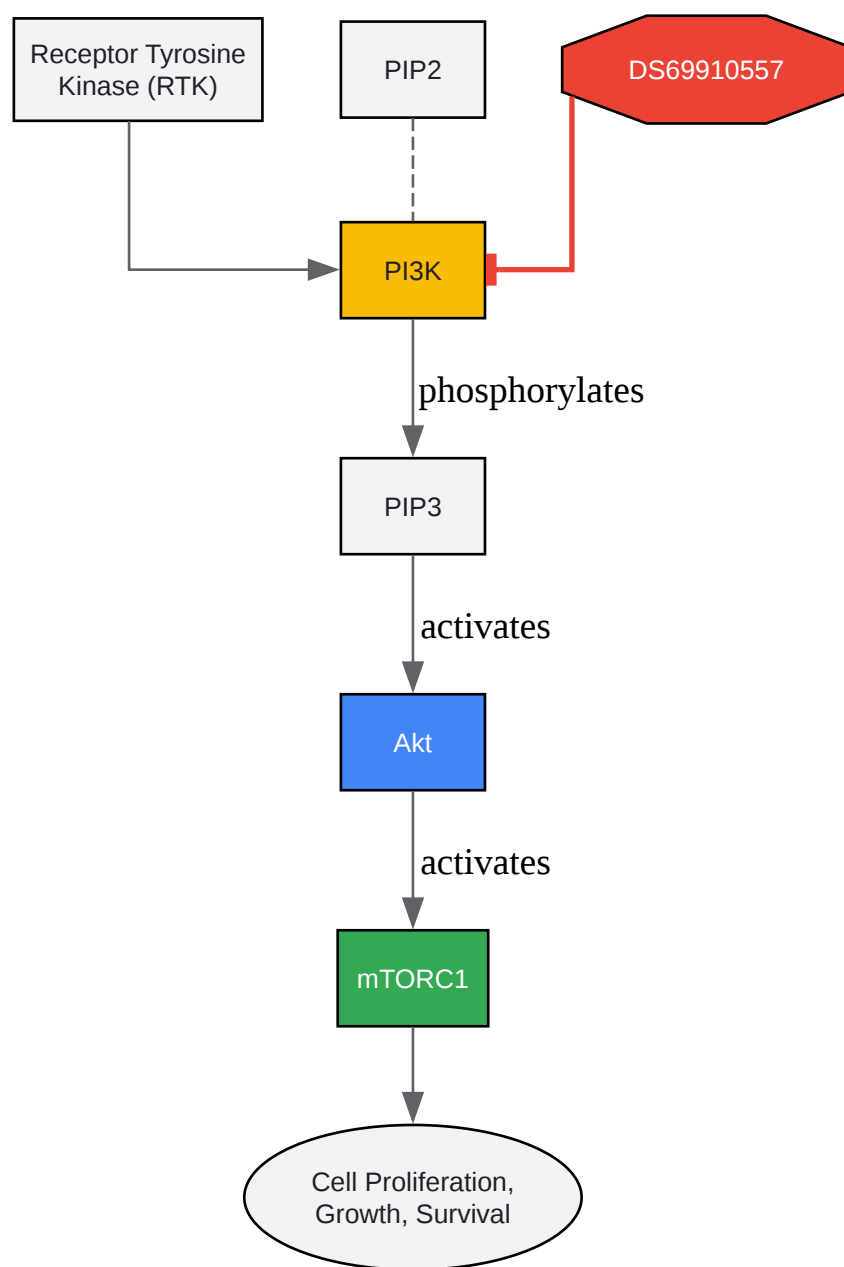 Receptor Tyrosine
Kinase (RTK)
PIP2
DS69910557
PI3K
phosphorylates
PIP3
activates
Akt
activates
mTORC1
Cell Proliferation,
Growth, Survival